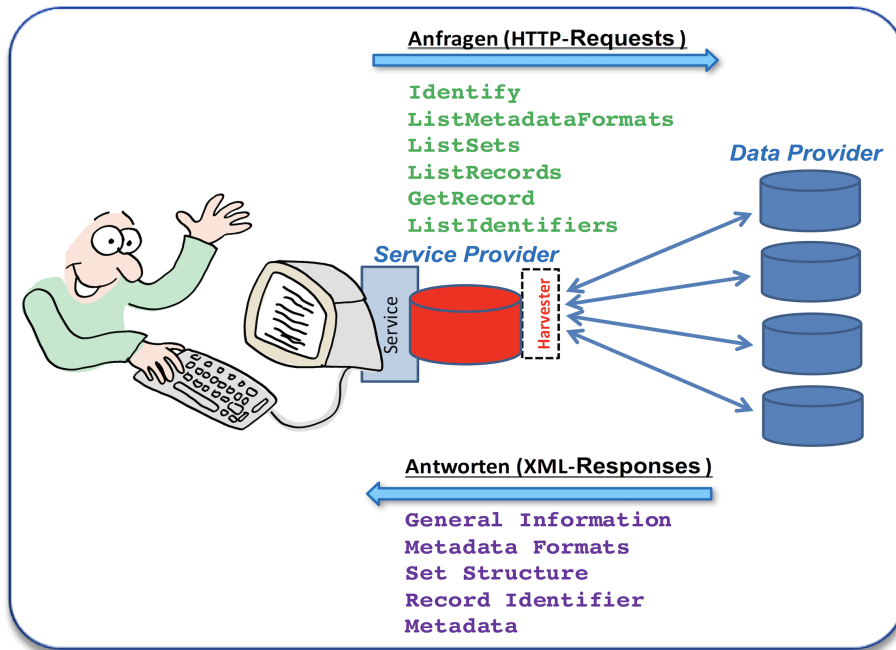 Anfragen (HTTP-Requests )
Identify
ListMetadataFormats
ListSets
ListRecords
GetRecord
ListIdentifiers
Data Provider
Service Provider
Service
Harvester
Antworten (XML-Responses )
General Information
Metadata Formats
Set Structure
Record Identifier
Metadata